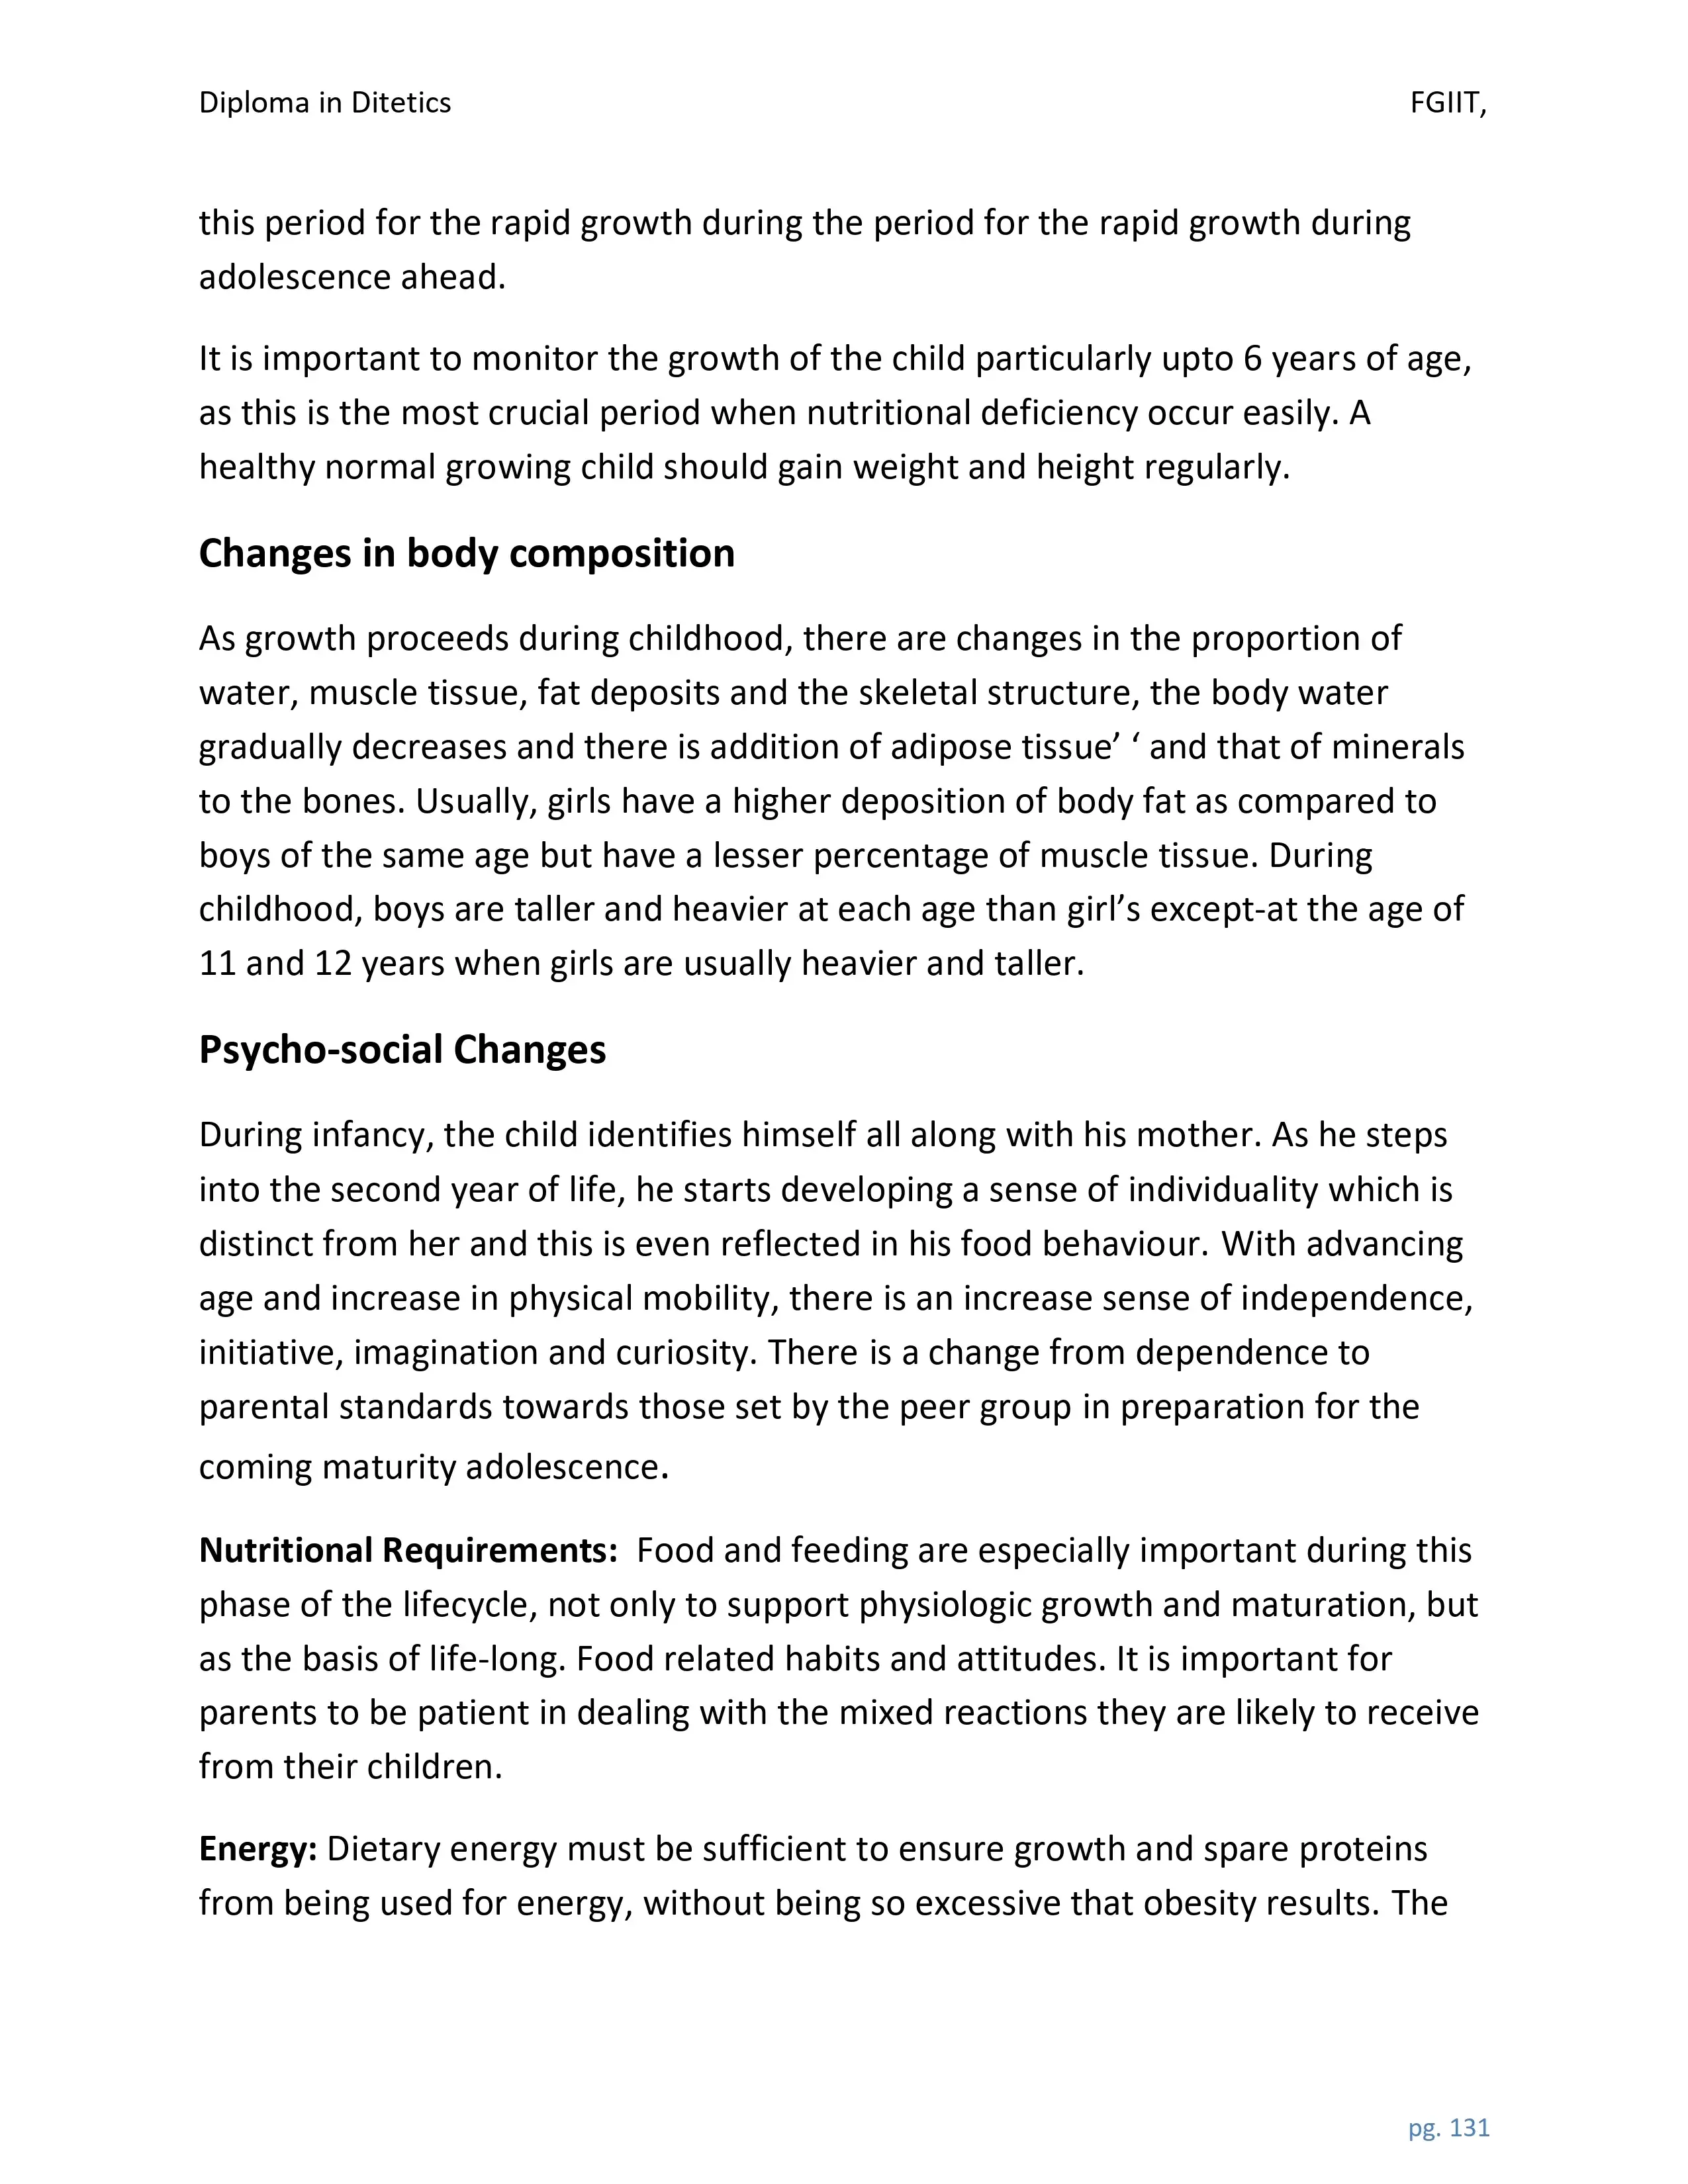 Diploma in Ditetics FGIIT,
this period for the rapid growth during the period for the rapid growth during
adolescence ahead.
It is important to monitor the growth of the child particularly upto 6 years of age,
as this is the most crucial period when nutritional deficiency occur easily. A
healthy normal growing child should gain weight and height regularly.
Changes in body composition
As growth proceeds during childhood, there are changes in the proportion of
water, muscle tissue, fat deposits and the skeletal structure, the body water
gradually decreases and there is addition of adipose tissue’ ‘ and that of minerals
to the bones. Usually, girls have a higher deposition of body fat as compared to
boys of the same age but have a lesser percentage of muscle tissue. During
childhood, boys are taller and heavier at each age than girl’s except-at the age of
11 and 12 years when girls are usually heavier and taller.
Psycho-social Changes
During infancy, the child identifies himself all along with his mother. As he steps
into the second year of life, he starts developing a sense of individuality which is
distinct from her and this is even reflected in his food behaviour. With advancing
age and increase in physical mobility, there is an increase sense of independence,
initiative, imagination and curiosity. There is a change from dependence to
parental standards towards those set by the peer group in preparation for the
coming maturity adolescence.
Nutritional Requirements: Food and feeding are especially important during this
phase of the lifecycle, not only to support physiologic growth and maturation, but
as the basis of life-long. Food related habits and attitudes. It is important for
parents to be patient in dealing with the mixed reactions they are likely to receive
from their children.
Energy: Dietary energy must be sufficient to ensure growth and spare proteins
from being used for energy, without being so excessive that obesity results. The
pg. 131